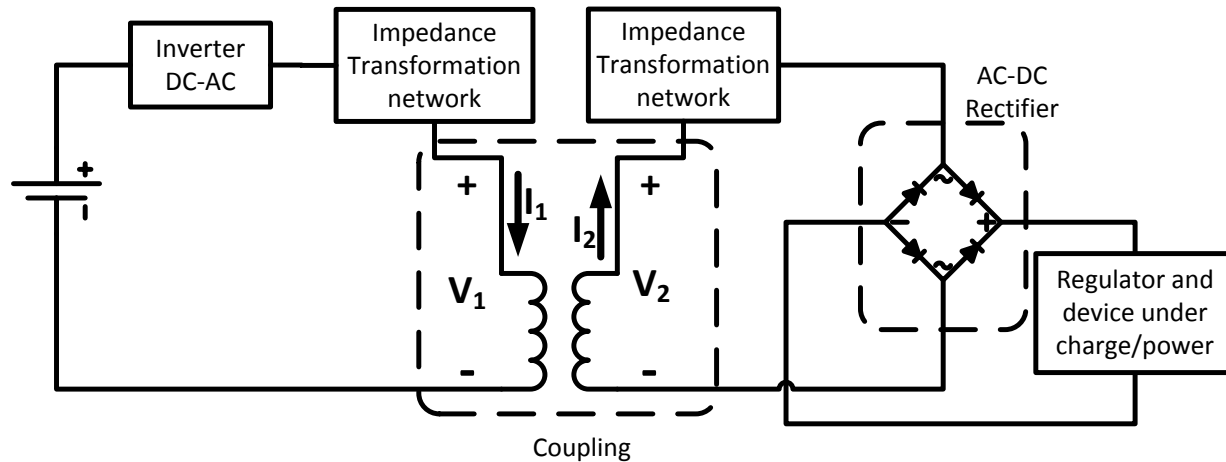 Inverter
DC-AC
Impedance
Transformation
network
Impedance
Transformation
network
AC-DC
Rectifier
+
-
+
I₁
I₂
+
V₁
V₂
-
-
~
-
+
~
Regulator and
device under
charge/power
Coupling